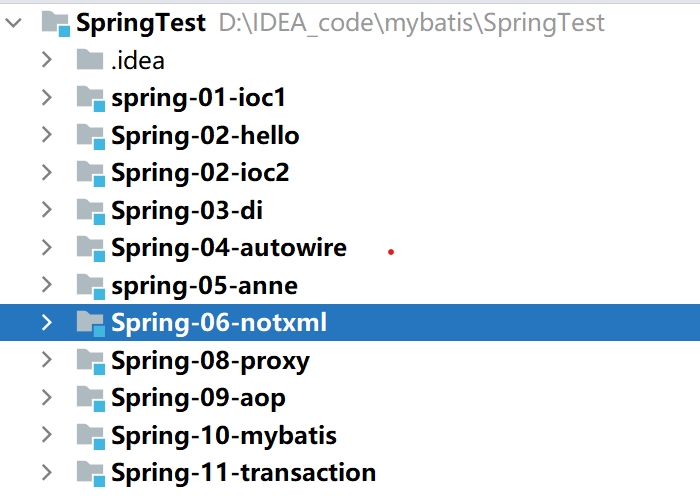 SpringTest D:\IDEA_code\mybatis\SpringTest
.idea
spring-01-ioc1
Spring-02-hello
Spring-02-ioc2
Spring-03-di
Spring-04-autowire
spring-05-anne
Spring-06-notxml
Spring-08-proxy
Spring-09-aop
Spring-10-mybatis
Spring-11-transaction